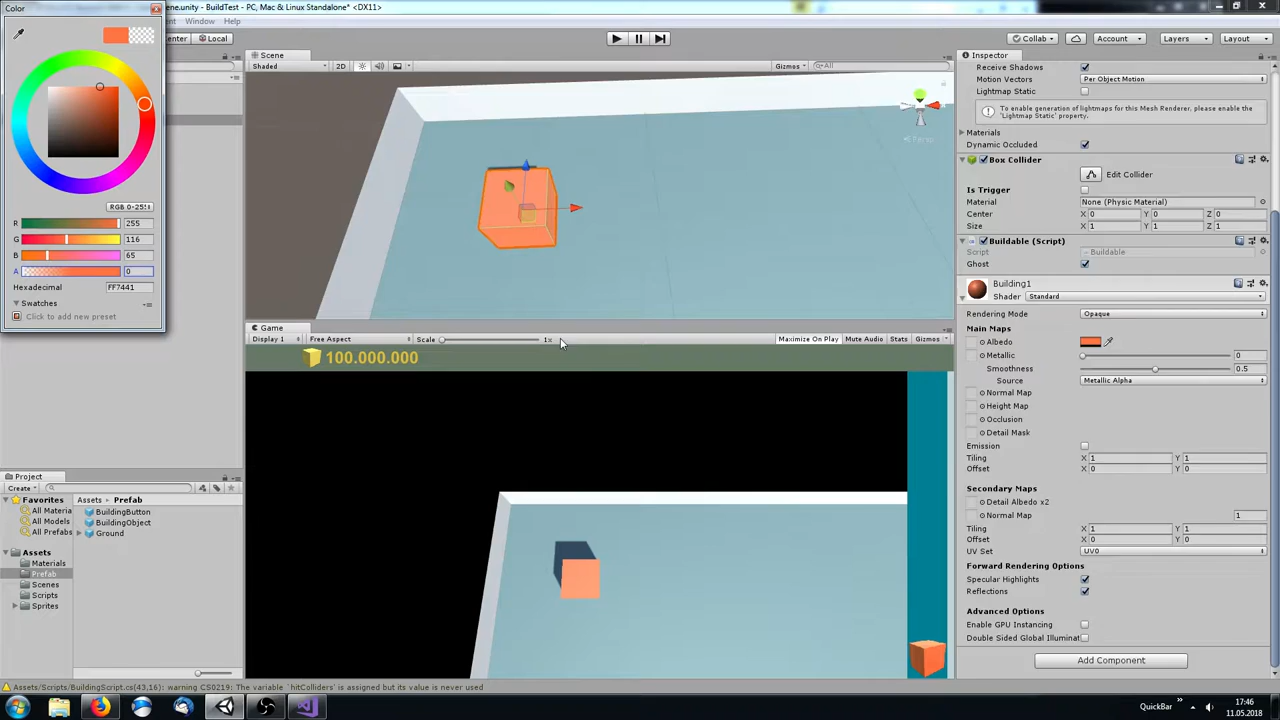 Color
ene.unity - BuildTest - PC, Mac & Linux Standalone* <DX11>
nt Window Help
Center Local
Collab Account Layers Layout
Scene
Shaded 2D Gizmos All
Persp
Inspector
Receive Shadows
Motion Vectors Per Object Motion
Lightmap Static
To enable generation of lightmaps for this Mesh Renderer, please enable the
'Lightmap Static' property.
Materials
Dynamic Occluded
Box Collider
Edit Collider
Is Trigger
Material None (Physic Material)
Center X 0 Y 0 Z 0
Size X 1 Y 1 Z 1
Buildable (Script)
Script Buildable
Ghost
Building1
Shader Standard
Rendering Mode Opaque
Main Maps
Albedo
Metallic 0
Smoothness 0.5
Source Metallic Alpha
Normal Map
Height Map
Occlusion
Detail Mask
Emission
Tiling X 1 Y 1
Offset X 0 Y 0
Secondary Maps
Detail Albedo x2
Normal Map 1
Tiling X 1 Y 1
Offset X 0 Y 0
UV Set UV0
Forward Rendering Options
Specular Highlights
Reflections
Advanced Options
Enable GPU Instancing
Double Sided Global Illuminat
Add Component
RGB 0-255
R 255
G 116
B 65
A 0
Hexadecimal FF7441
Swatches
Click to add new preset
Game
Display 1 Free Aspect Scale 1x Maximize On Play Mute Audio Stats Gizmos
100.000.000
Project
Create
Favorites
All Materia
All Models
All Prefabs
Assets
Materials
Prefab
Scenes
Scripts
Sprites
Assets Prefab
BuildingButton
BuildingObject
Ground
Assets/Scripts/BuildingScript.cs(43,16): warning CS0219: The variable `hitColliders' is assigned but its value is never used
QuickBar »
17:46
11.05.2018